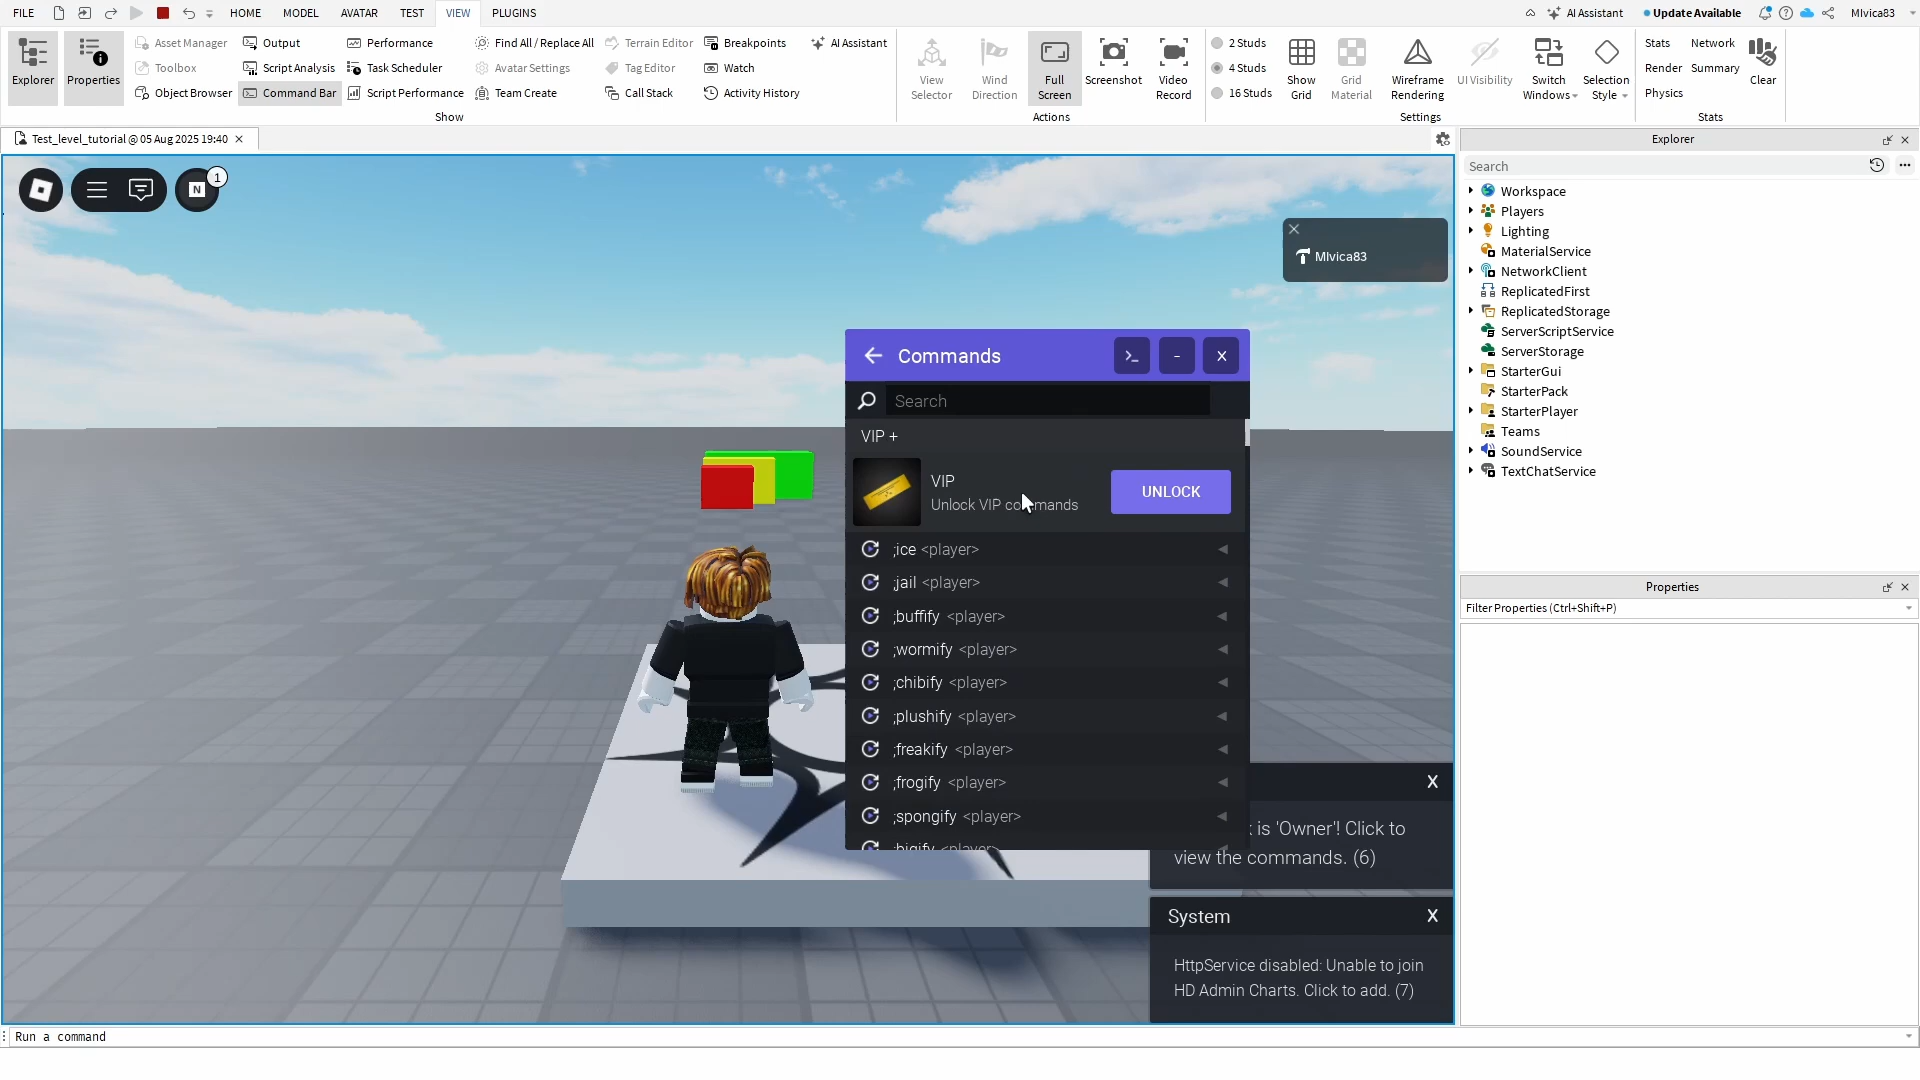 FILE HOME MODEL AVATAR TEST VIEW PLUGINS AI Assistant Update Available MIvica83
Explorer
Properties
Asset Manager Output Performance Find All / Replace All Terrain Editor Breakpoints AI Assistant
Toolbox Script Analysis Task Scheduler Avatar Settings Tag Editor Watch
Object Browser Command Bar Script Performance Team Create Call Stack Activity History
Show
View
Selector
Wind
Direction
Full
Screen
Screenshot
Video
Record
Actions
2 Studs
4 Studs
16 Studs
Show
Grid
Grid
Material
Wireframe
Rendering
UI Visibility
Switch
Windows
Selection
Style
Settings
Stats Network
Render Summary
Physics
Clear
Stats
Test_level_tutorial @ 05 Aug 2025 19:40
N
1
MIvica83
Commands >_ - X
Search
VIP +
VIP
Unlock VIP commands
UNLOCK
;ice <player>
;jail <player>
;buffify <player>
;wormify <player>
;chibify <player>
;plushify <player>
;freakify <player>
;frogify <player>
;spongify <player>
;bigify <player>
X
is 'Owner'! Click to
view the commands. (6)
System X
HttpService disabled: Unable to join
HD Admin Charts. Click to add. (7)
Explorer
Search
Workspace
Players
Lighting
MaterialService
NetworkClient
ReplicatedFirst
ReplicatedStorage
ServerScriptService
ServerStorage
StarterGui
StarterPack
StarterPlayer
Teams
SoundService
TextChatService
Properties
Filter Properties (Ctrl+Shift+P)
Run a command